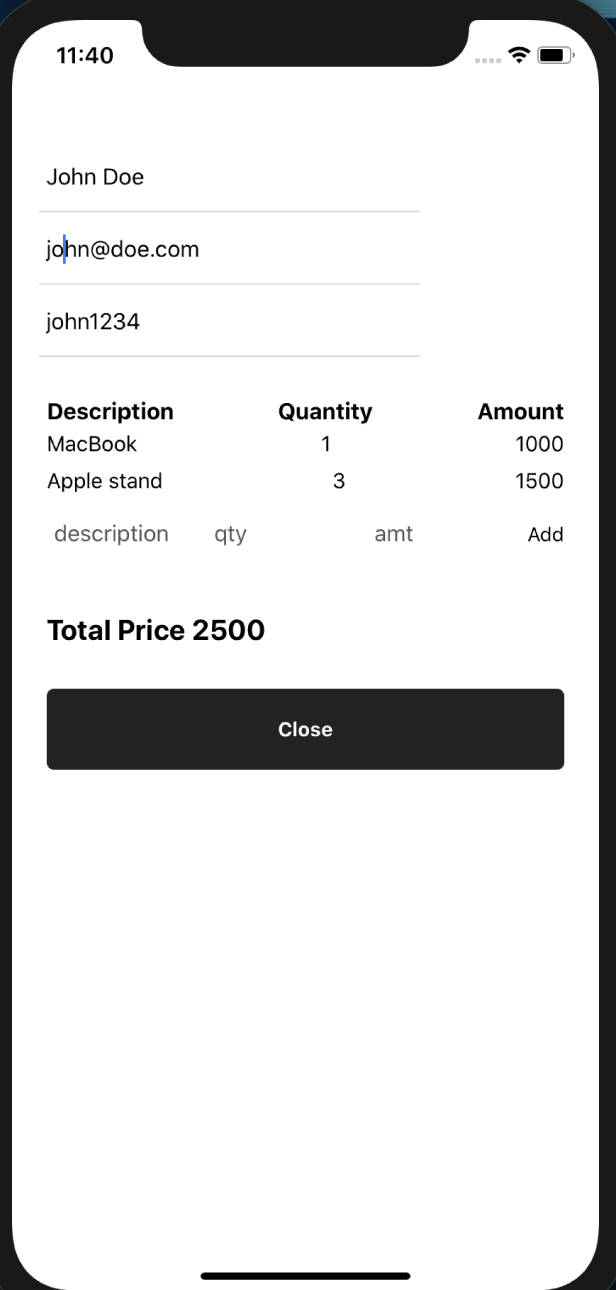 11:40
John Doe
john@doe.com
john1234
Description Quantity Amount
MacBook 1 1000
Apple stand 3 1500
description qty amt Add
Total Price 2500
Close